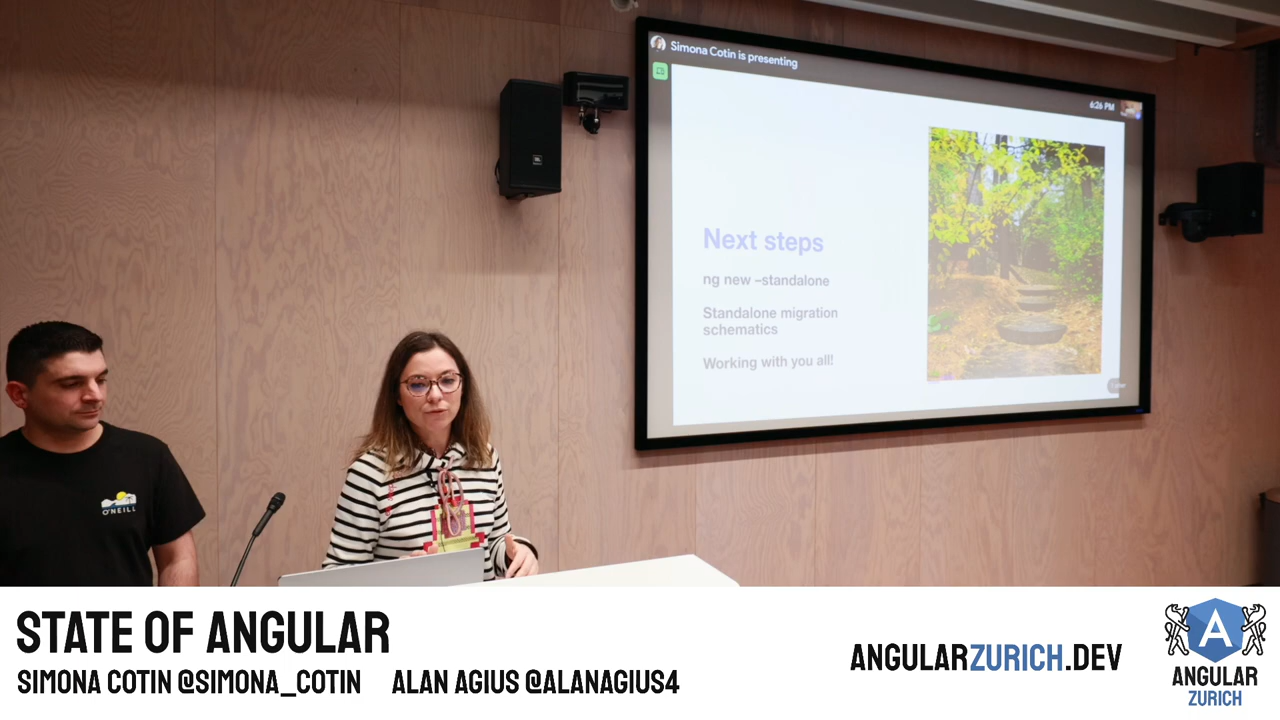 Simona Cotin is presenting
6:26 PM
Next steps
ng new –standalone
Standalone migration
schematics
Working with you all!
JBL
O'NEILL
STATE OF ANGULAR
SIMONA COTIN @SIMONA_COTIN ALAN AGIUS @ALANAGIUS4
ANGULARZURICH.DEV
A
ANGULAR
ZURICH